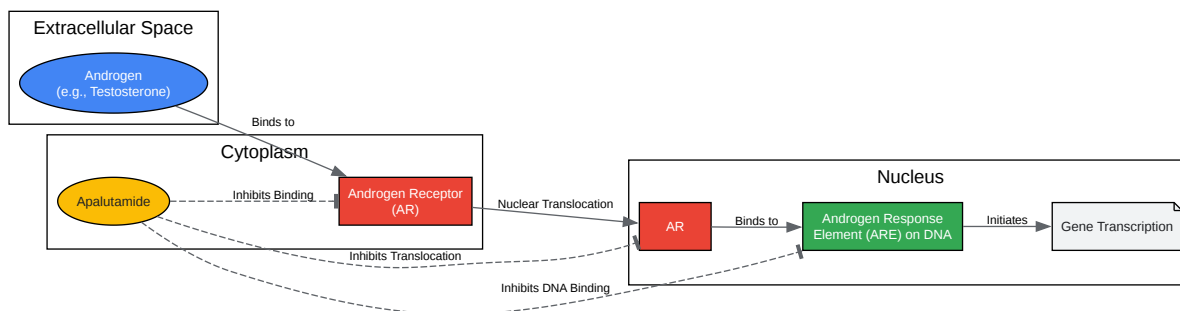 Extracellular Space
Androgen
(e.g., Testosterone)
Binds to
Cytoplasm
Apalutamide
Inhibits Binding
Androgen Receptor
(AR)
Nuclear Translocation
Inhibits Translocation
Inhibits DNA Binding
Nucleus
AR
Binds to
Androgen Response
Element (ARE) on DNA
Initiates
Gene Transcription